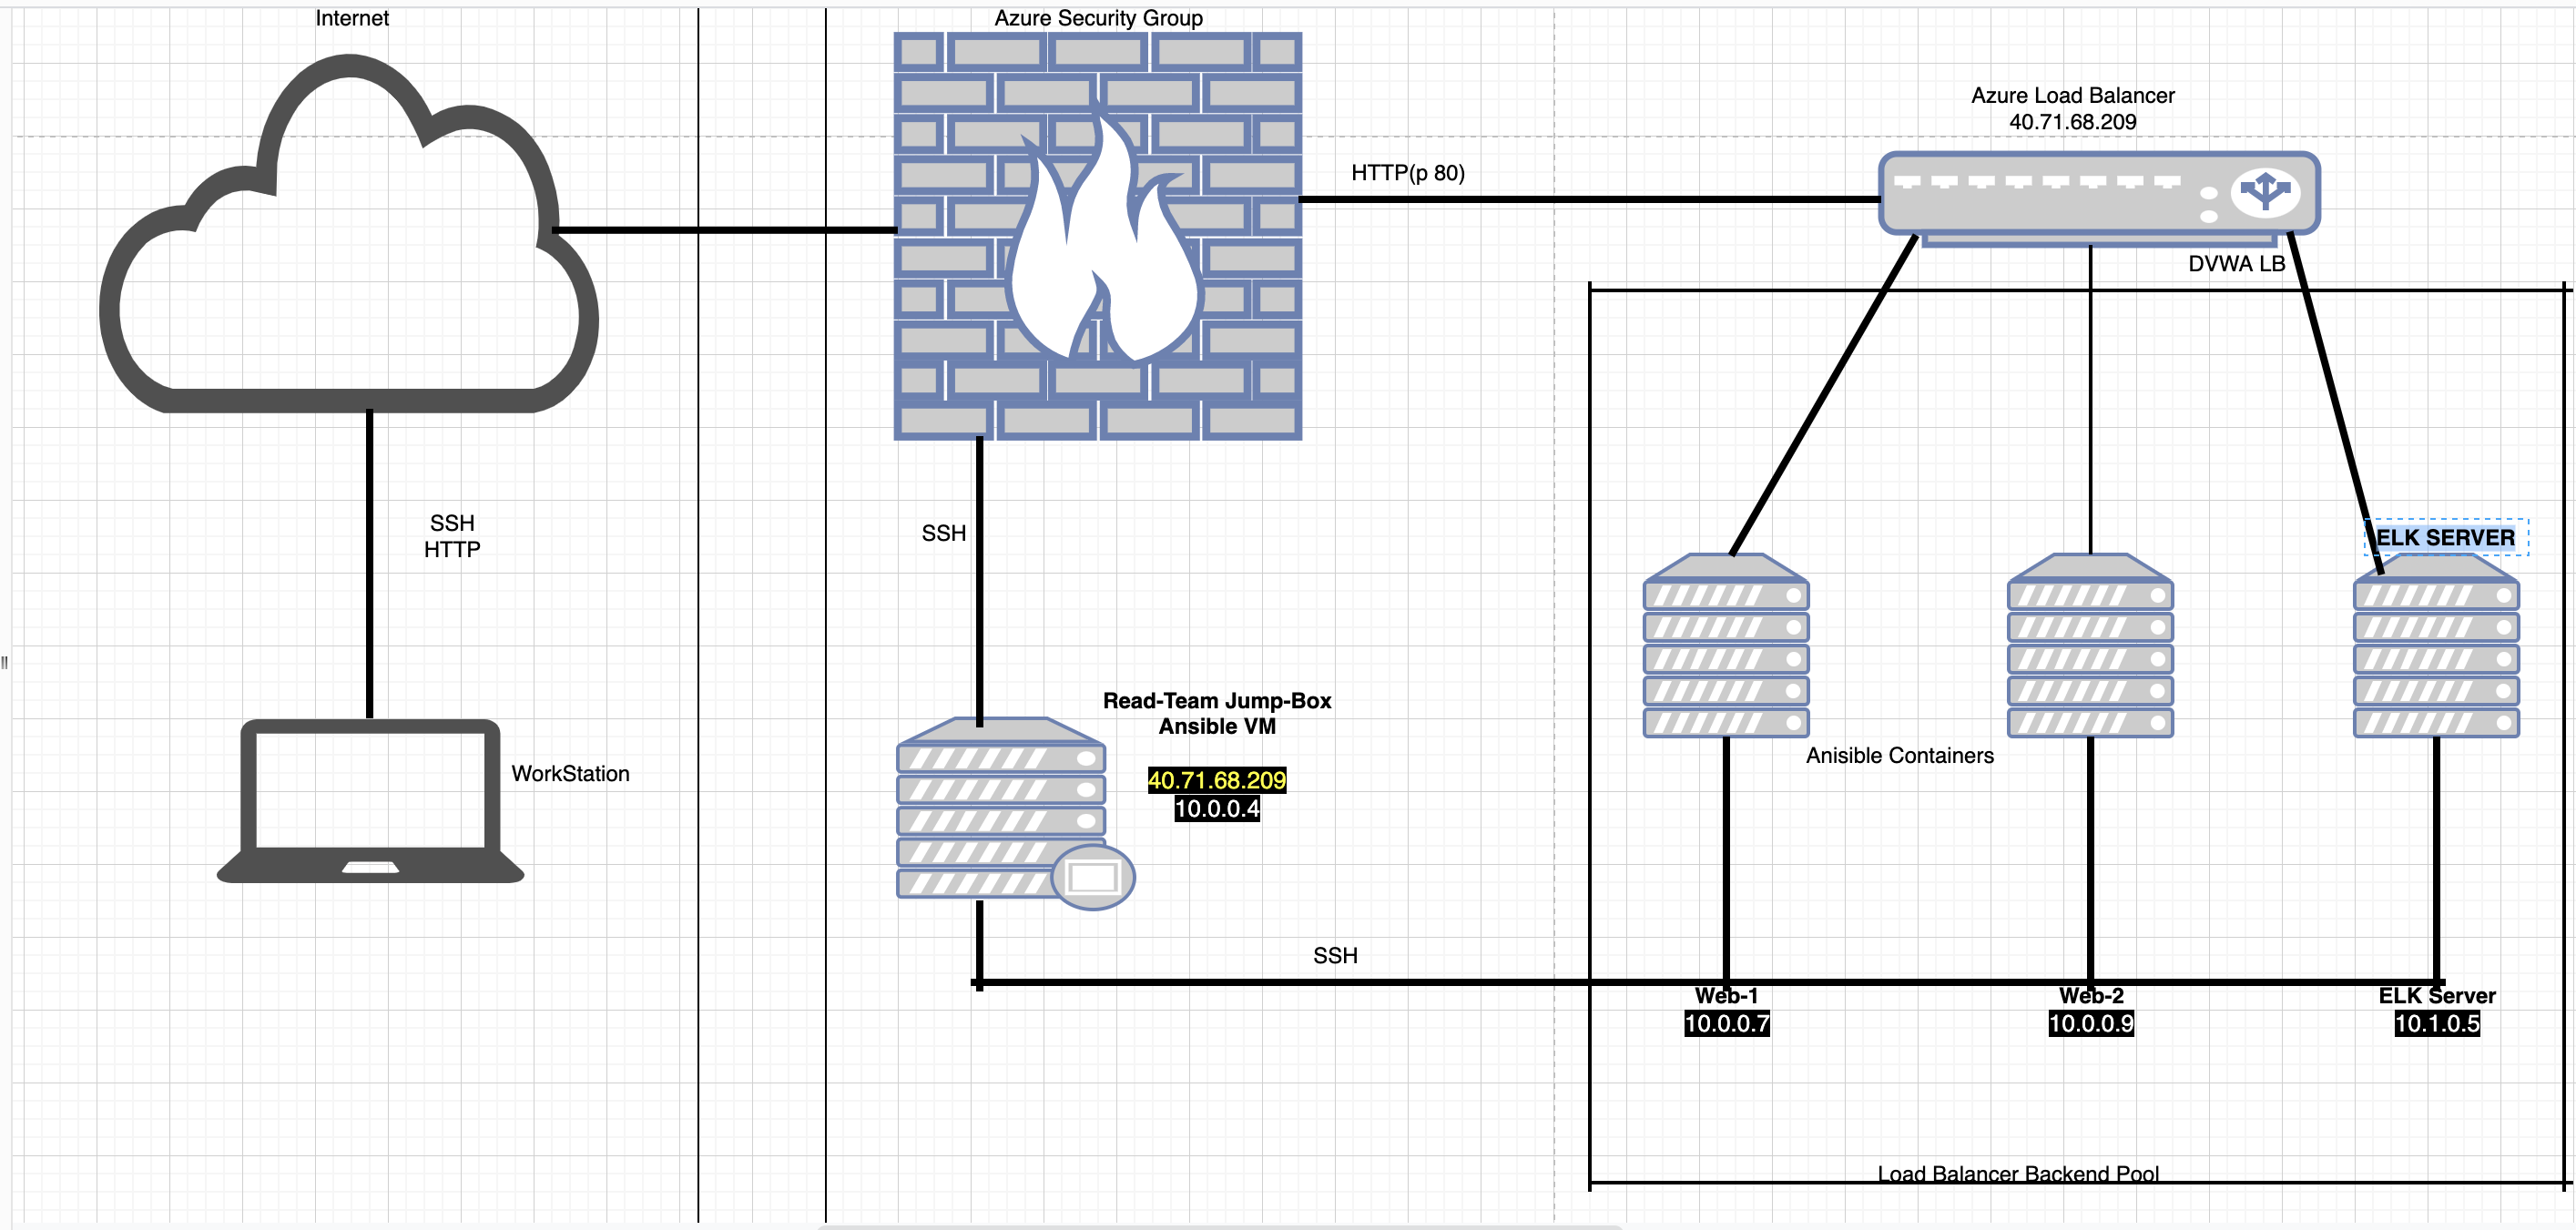 Internet
Azure Security Group
Azure Load Balancer
40.71.68.209
HTTP(p 80)
DVWA LB
SSH
HTTP
SSH
ELK SERVER
Read-Team Jump-Box
Ansible VM
40.71.68.209
10.0.0.4
WorkStation
Anisible Containers
SSH
Web-1
10.0.0.7
Web-2
10.0.0.9
ELK Server
10.1.0.5
Load Balancer Backend Pool